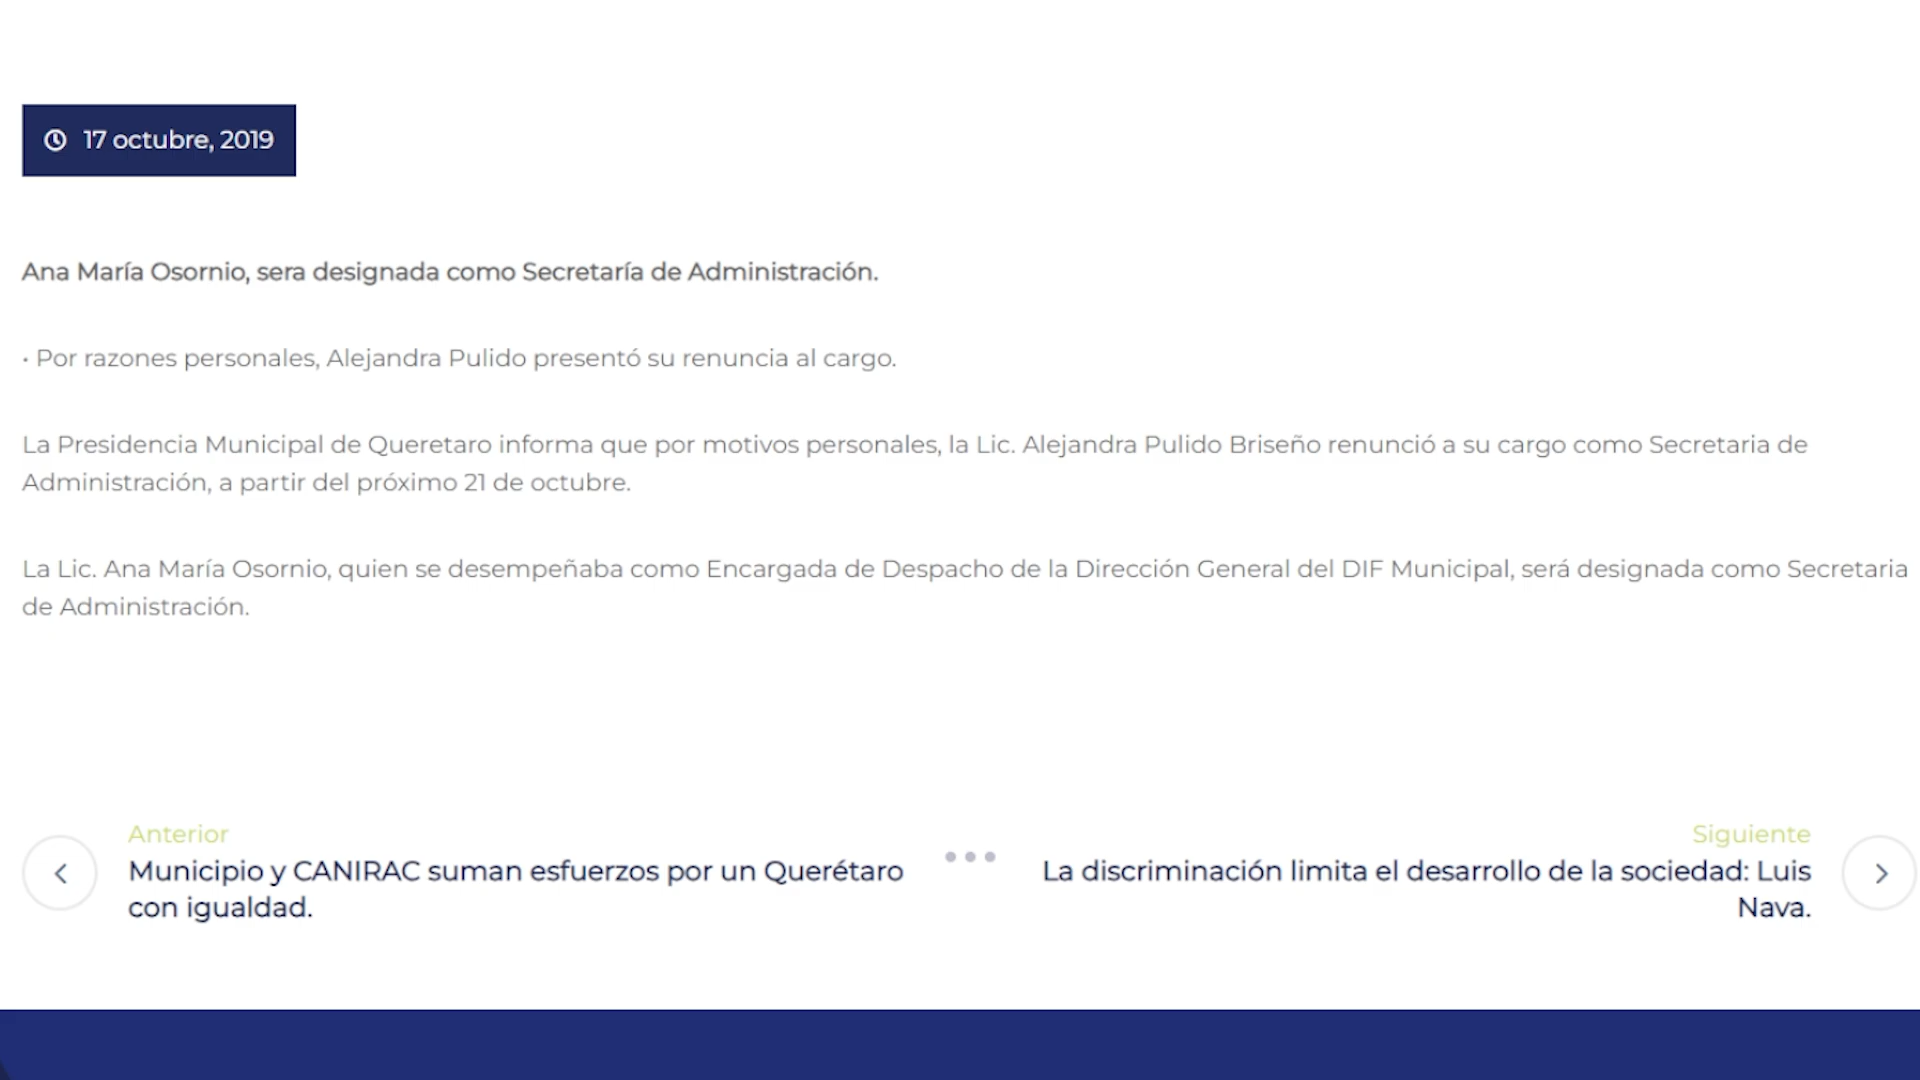 17 octubre, 2019
Ana María Osornio, sera designada como Secretaría de Administración.
• Por razones personales, Alejandra Pulido presentó su renuncia al cargo.
La Presidencia Municipal de Queretaro informa que por motivos personales, la Lic. Alejandra Pulido Briseño renunció a su cargo como Secretaria de
Administración, a partir del próximo 21 de octubre.
La Lic. Ana María Osornio, quien se desempeñaba como Encargada de Despacho de la Dirección General del DIF Municipal, será designada como Secretaria
de Administración.
Anterior
Municipio y CANIRAC suman esfuerzos por un Querétaro
con igualdad.
Siguiente
La discriminación limita el desarrollo de la sociedad: Luis
Nava.